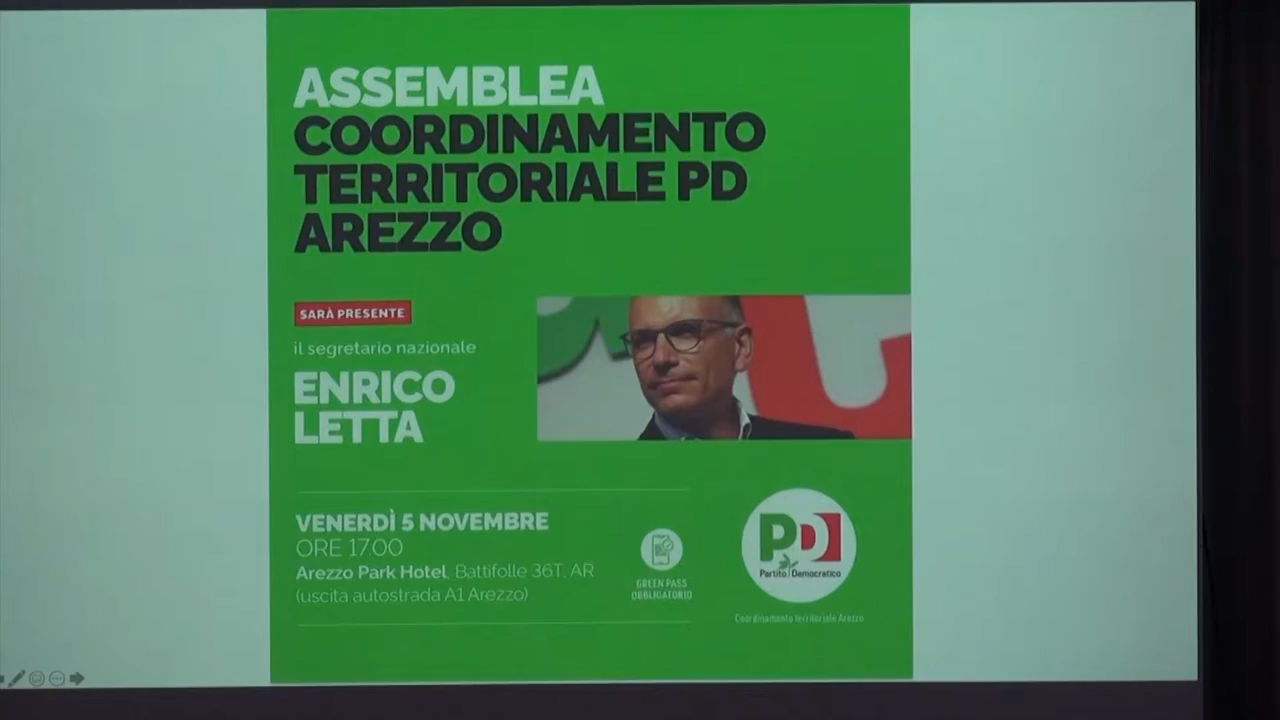 ASSEMBLEA
COORDINAMENTO
TERRITORIALE PD
AREZZO
SARÀ PRESENTE
il segretario nazionale
ENRICO
LETTA
VENERDÌ 5 NOVEMBRE
ORE 17.00
Arezzo Park Hotel, Battifolle 36T, AR
(uscita autostrada A1 Arezzo)
GREEN PASS
OBBLIGATORIO
PD
Partito Democratico
Coordinamento territoriale Arezzo